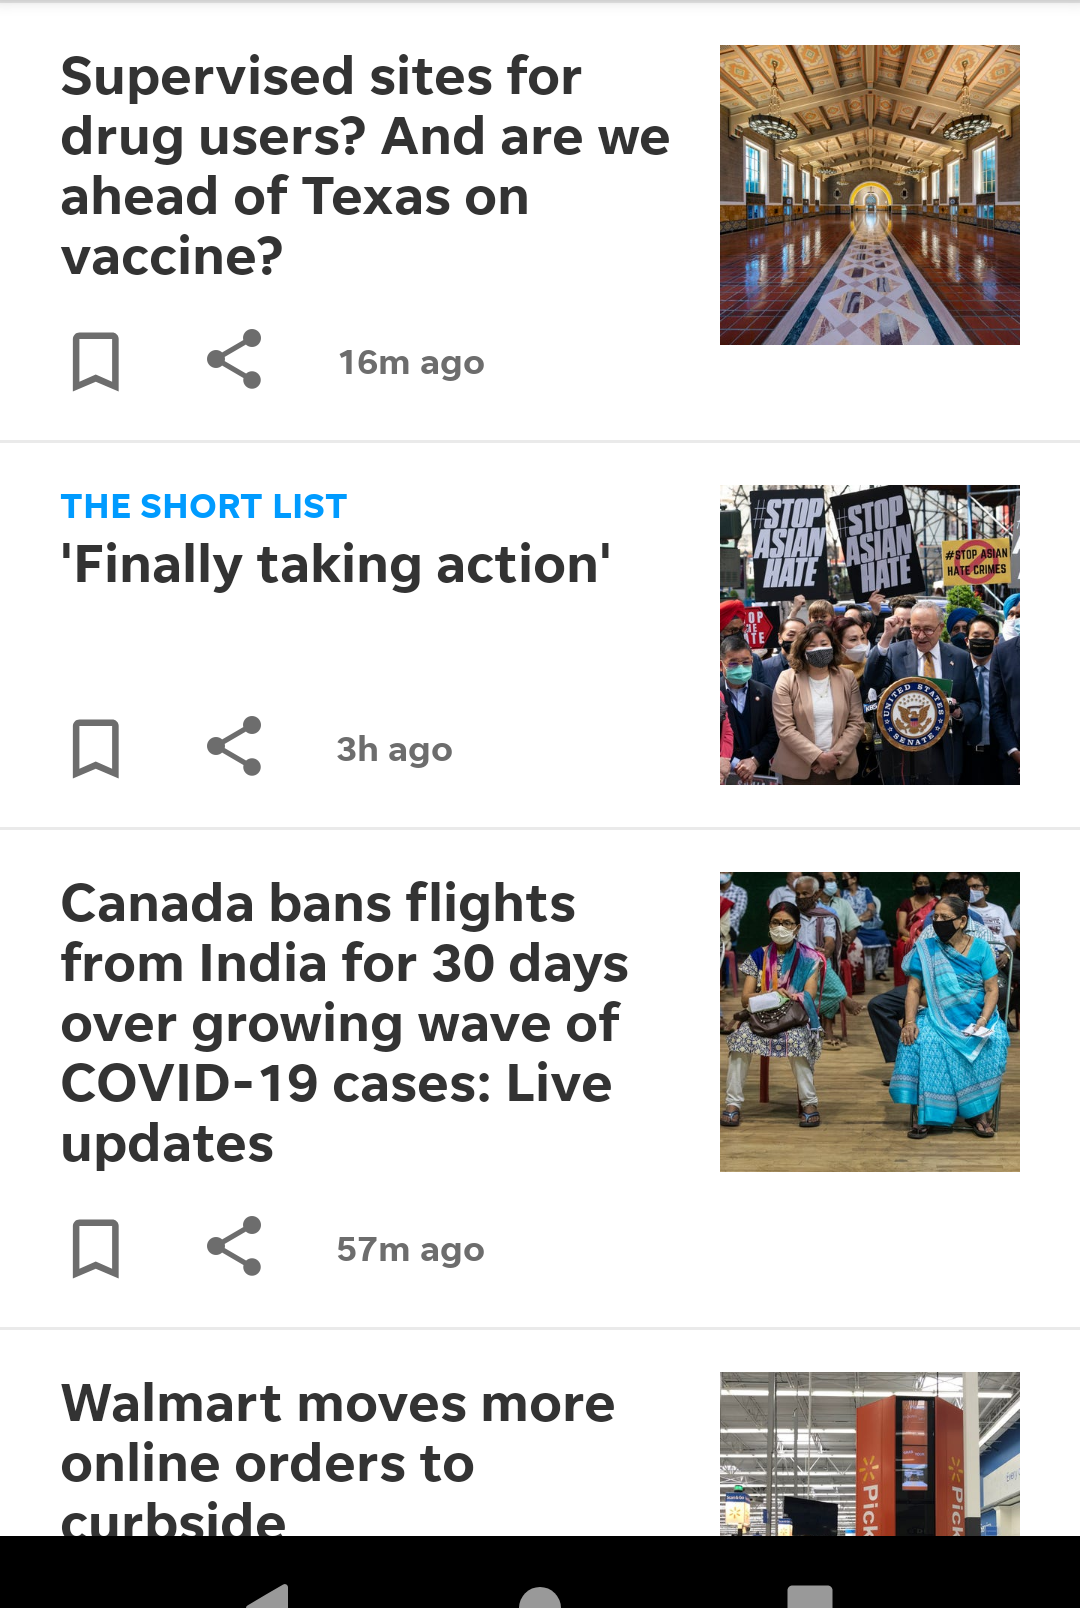 Supervised sites for
drug users? And are we
ahead of Texas on
vaccine?
16m ago
THE SHORT LIST
'Finally taking action'
3h ago
#STOP
ASIAN
HATE
#STOP
ASIAN
HATE
#STOP ASIAN
HATE CRIMES
UNITED STATES
SENATE
Canada bans flights
from India for 30 days
over growing wave of
COVID-19 cases: Live
updates
57m ago
Walmart moves more
online orders to
curbside
Pick
Pick